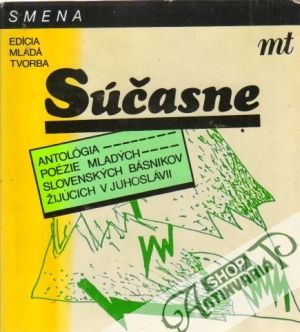 SMENA
EDÍCIA
MLADÁ
TVORBA
mt
Súčasne
ANTOLÓGIA
POÉZIE MLADÝCH
SLOVENSKÝCH BÁSNIKOV
ŽIJÚCICH V JUHOSLÁVII
SHOP
ANTIKVARIAT